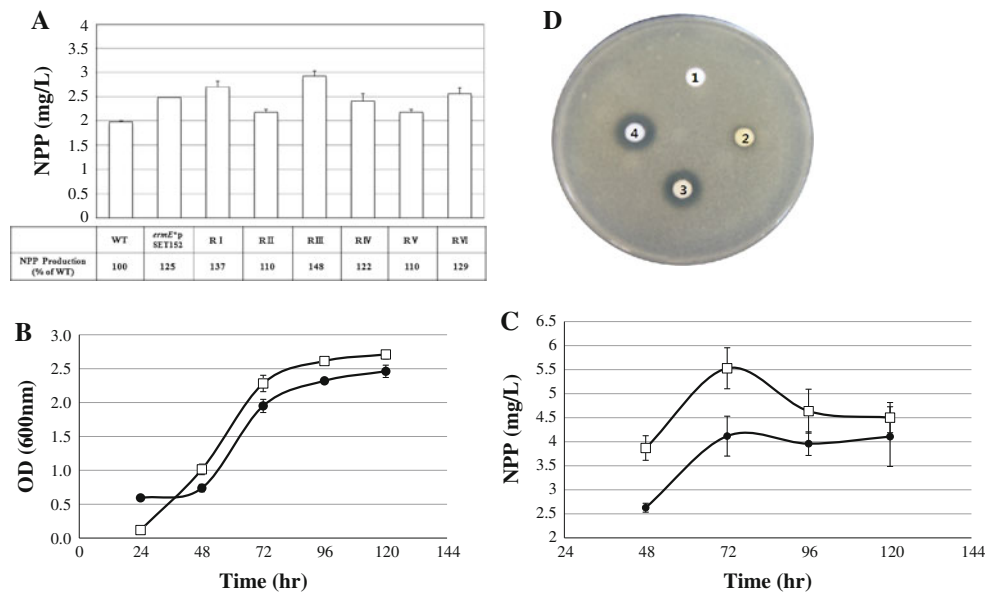 A
NPP (mg/L)
4
3.5
3
2.5
2
1.5
1
0.5
0
WT ermE*p SET152 R I R II RIII RIV R V RVI
NPP Production (% of WT) 100 125 137 110 148 122 110 129
D
1
4
2
3
B
OD (600nm)
3.0
2.5
2.0
1.5
1.0
0.5
0.0
0 24 48 72 96 120 144
Time (hr)
C
NPP (mg/L)
6.5
6
5.5
5
4.5
4
3.5
3
2.5
2
24 48 72 96 120 144
Time (hr)